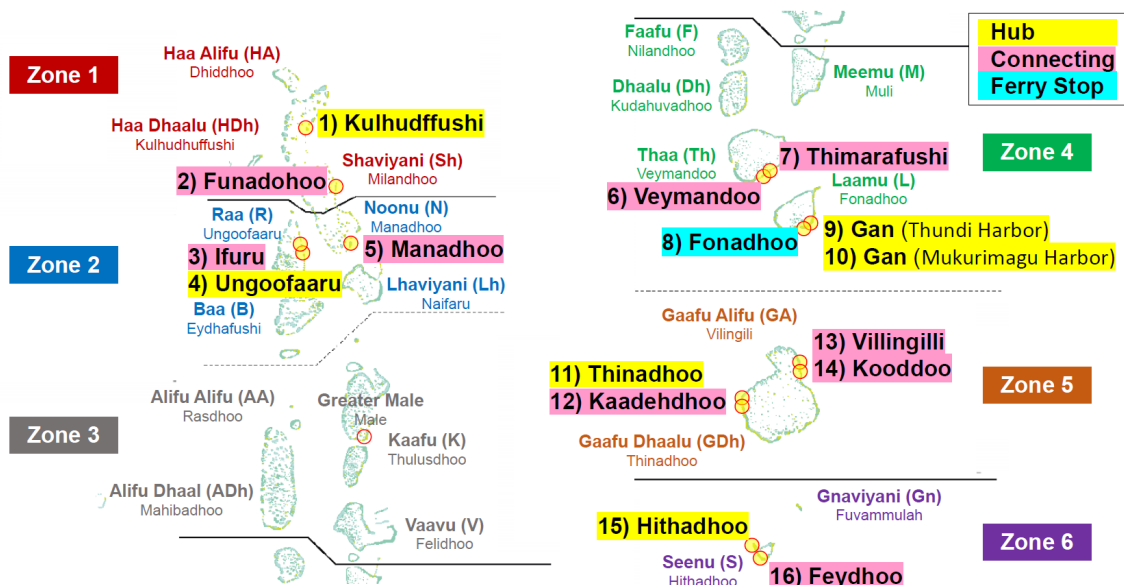 Zone 1
Haa Alifu (HA)
Dhiddhoo
1) Kulhudffushi
Haa Dhaalu (HDh)
Kulhudhuffushi
Shaviyani (Sh)
Milandhoo
2) Funadohoo
Zone 2
Raa (R)
Ungoofaaru
Noonu (N)
Manadhoo
3) Ifuru
5) Manadhoo
4) Ungoofaaru
Lhaviyani (Lh)
Naifaru
Baa (B)
Eydhafushi
Zone 3
Alifu Alifu (AA)
Rasdhoo
Greater Male
Male
Kaafu (K)
Thulusdhoo
Alifu Dhaal (ADh)
Mahibadhoo
Vaavu (V)
Felidhoo
Hub
Connecting
Ferry Stop
Faafu (F)
Nilandhoo
Meemu (M)
Muli
Dhaalu (Dh)
Kudahuvadhoo
Zone 4
Thaa (Th)
Veymandoo
7) Thimarafushi
6) Veymandoo
Laamu (L)
Fonadhoo
8) Fonadhoo
9) Gan (Thundi Harbor)
10) Gan (Mukurimagu Harbor)
Gaafu Alifu (GA)
Vilingili
13) Villingilli
14) Kooddoo
11) Thinadhoo
12) Kaadehdhoo
Zone 5
Gaafu Dhaalu (GDh)
Thinadhoo
Gnaviyani (Gn)
Fuvammulah
15) Hithadhoo
Zone 6
Seenu (S)
Hithadhoo
16) Feydhoo